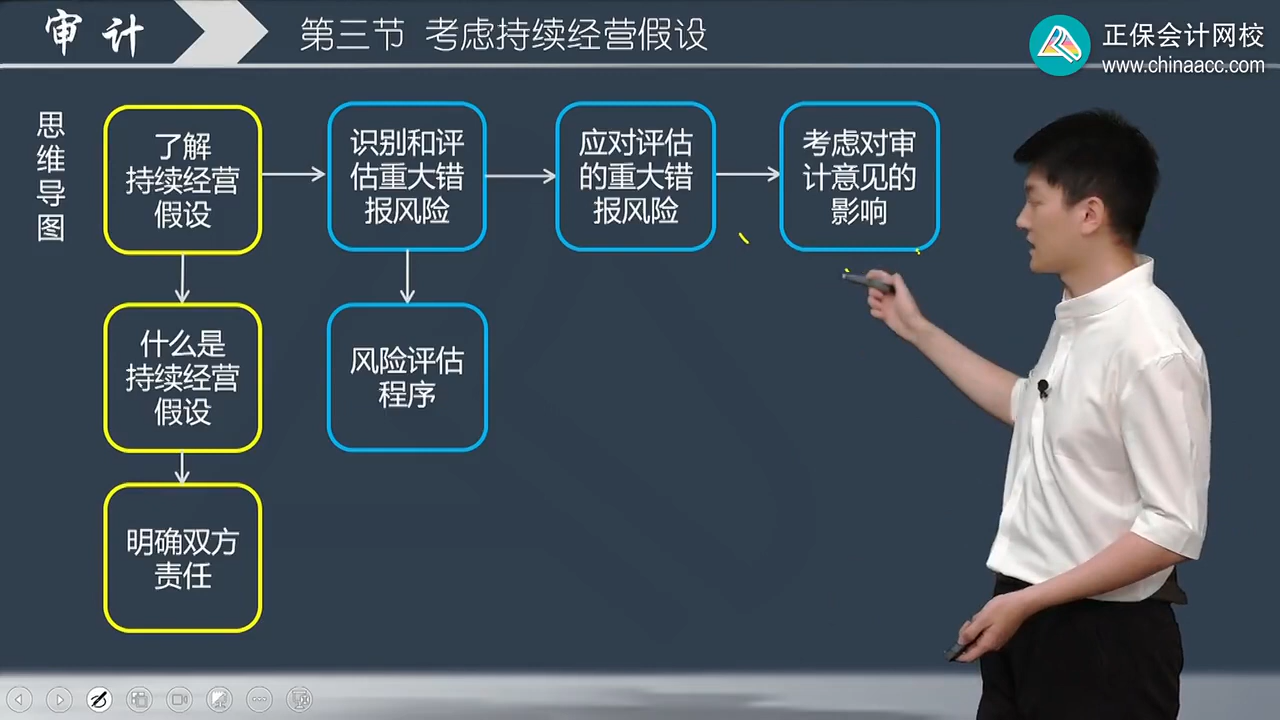 审 计
第三节 考虑持续经营假设
正保会计网校
www.chinaacc.com
思
维
导
图
了解
持续经营
假设
识别和评
估重大错
报风险
应对评估
的重大错
报风险
考虑对审
计意见的
影响
什么是
持续经营
假设
风险评估
程序
明确双方
责任